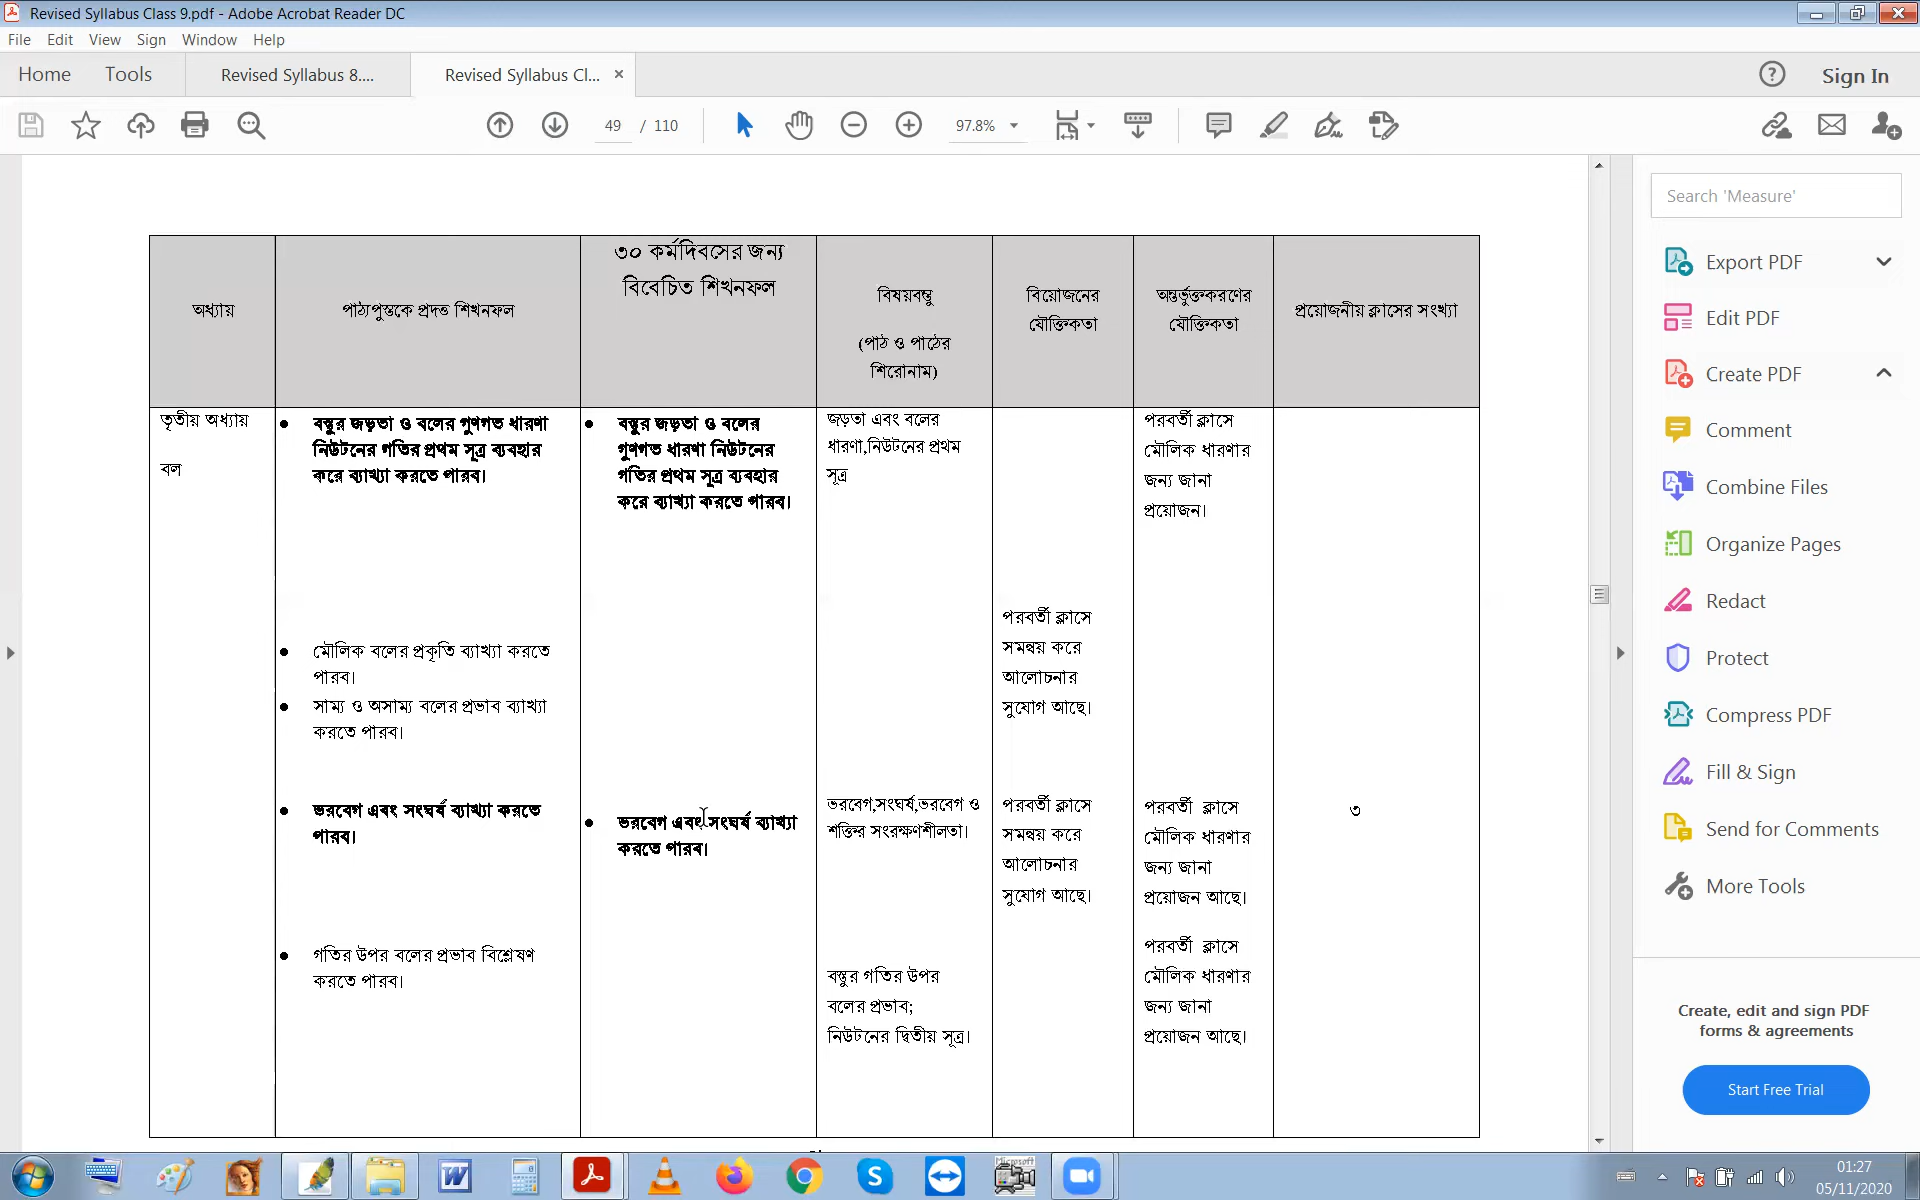 Revised Syllabus Class 9.pdf - Adobe Acrobat Reader DC
File Edit View Sign Window Help
Home Tools Revised Syllabus 8.... Revised Syllabus Cl... × Sign In
49 / 110 97.8%
অধ্যায়
পাঠ্যপুস্তকে প্রদত্ত শিখনফল
৩০ কর্মদিবসের জন্য
বিবেচিত শিখনফল
বিষয়বস্তু
(পাঠ ও পাঠের
শিরোনাম)
বিয়োজনের
যৌক্তিকতা
অন্তর্ভুক্তকরণের
যৌক্তিকতা
প্রয়োজনীয় ক্লাসের সংখ্যা
তৃতীয় অধ্যায়
বল
● বস্তুর জড়তা ও বলের গুণগত ধারণা
নিউটনের গতির প্রথম সূত্র ব্যবহার
করে ব্যাখ্যা করতে পারব।
● মৌলিক বলের প্রকৃতি ব্যাখ্যা করতে
পারব।
● সাম্য ও অসাম্য বলের প্রভাব ব্যাখ্যা
করতে পারব।
● ভরবেগ এবং সংঘর্ষ ব্যাখ্যা করতে
পারব।
● গতির উপর বলের প্রভাব বিশ্লেষণ
করতে পারব।
● বস্তুর জড়তা ও বলের
গুণগত ধারণা নিউটনের
গতির প্রথম সূত্র ব্যবহার
করে ব্যাখ্যা করতে পারব।
● ভরবেগ এবং সংঘর্ষ ব্যাখ্যা
করতে পারব।
জড়তা এবং বলের
ধারণা,নিউটনের প্রথম
সূত্র
ভরবেগ,সংঘর্ষ,ভরবেগ ও
শক্তির সংরক্ষণশীলতা।
বস্তুর গতির উপর
বলের প্রভাব;
নিউটনের দ্বিতীয় সূত্র।
পরবর্তী ক্লাসে
সমন্বয় করে
আলোচনার
সুযোগ আছে।
পরবর্তী ক্লাসে
সমন্বয় করে
আলোচনার
সুযোগ আছে।
পরবর্তী ক্লাসে
মৌলিক ধারণার
জন্য জানা
প্রয়োজন।
পরবর্তী ক্লাসে
মৌলিক ধারণার
জন্য জানা
প্রয়োজন আছে।
পরবর্তী ক্লাসে
মৌলিক ধারণার
জন্য জানা
প্রয়োজন আছে।
৩
Search 'Measure'
Export PDF
Edit PDF
Create PDF
Comment
Combine Files
Organize Pages
Redact
Protect
Compress PDF
Fill & Sign
Send for Comments
More Tools
Create, edit and sign PDF
forms & agreements
Start Free Trial
01:27
05/11/2020